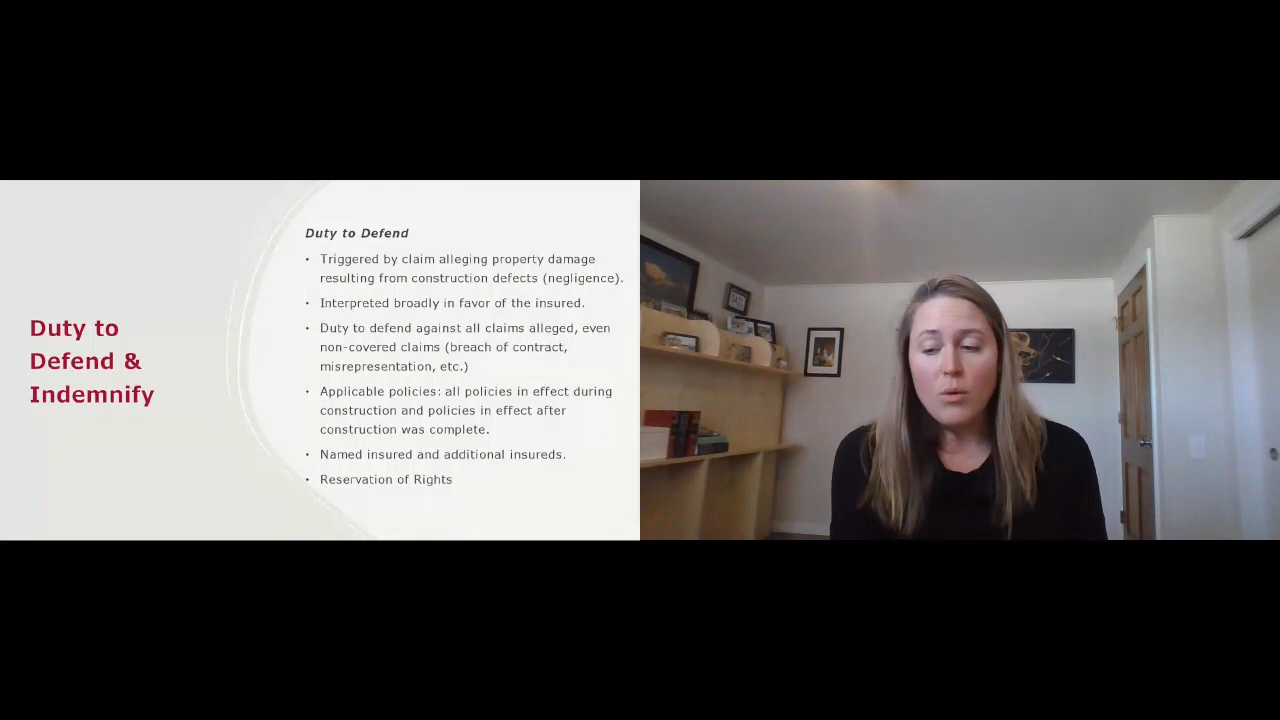 Duty to
Defend &
Indemnify
Duty to Defend
• Triggered by claim alleging property damage
resulting from construction defects (negligence).
• Interpreted broadly in favor of the insured.
• Duty to defend against all claims alleged, even
non-covered claims (breach of contract,
misrepresentation, etc.)
• Applicable policies: all policies in effect during
construction and policies in effect after
construction was complete.
• Named insured and additional insureds.
• Reservation of Rights